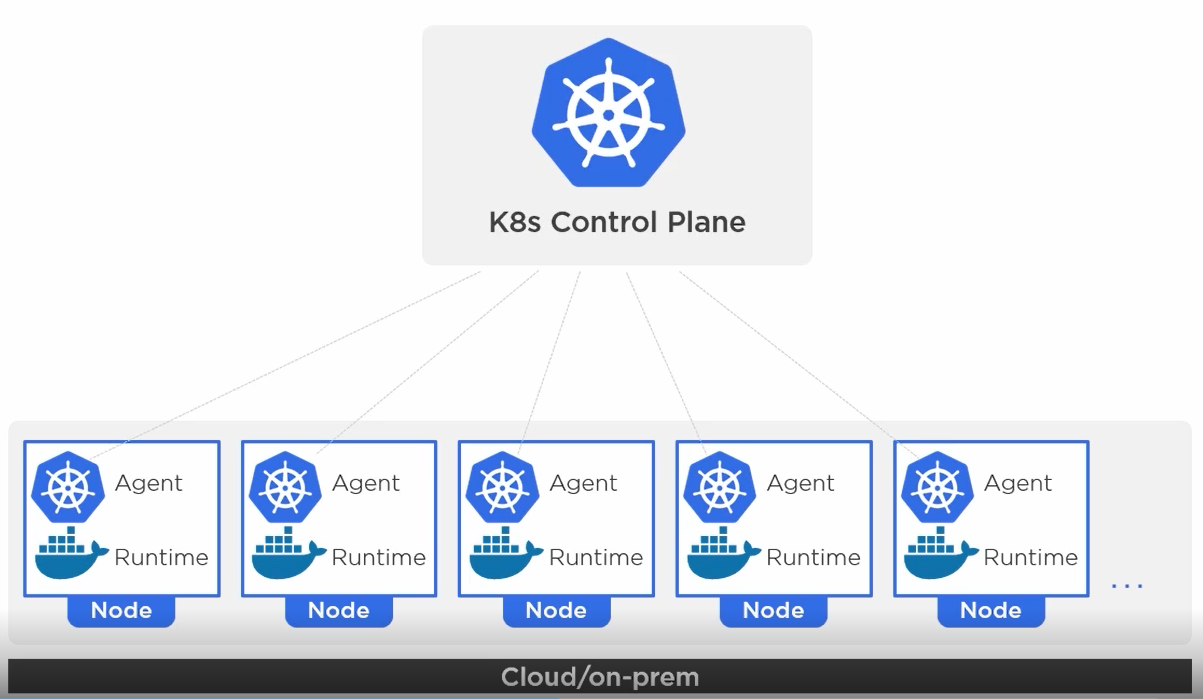 K8s Control Plane
Agent
Runtime
Node
Agent
Runtime
Node
Agent
Runtime
Node
Agent
Runtime
Node
Agent
Runtime
Node
...
Cloud/on-prem